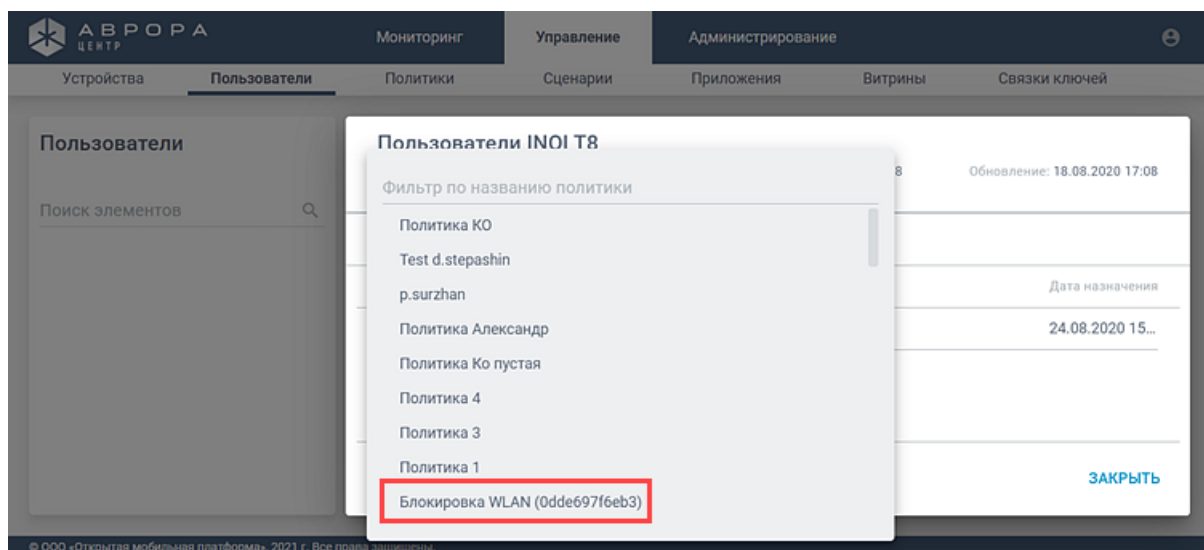 АВРОРА
ЦЕНТР
Мониторинг
Управление
Администрирование
Устройства
Пользователи
Политики
Сценарии
Приложения
Витрины
Связки ключей
Пользователи
Поиск элементов
Пользователи INOI T8
8
Обновление: 18.08.2020 17:08
Фильтр по названию политики
Политика КО
Test d.stepashin
p.surzhan
Политика Александр
Политика Ко пустая
Политика 4
Политика 3
Политика 1
Блокировка WLAN (0dde697f6eb3)
Дата назначения
24.08.2020 15...
ЗАКРЫТЬ
© ООО «Открытая мобильная платформа», 2021 г. Все права защищены.